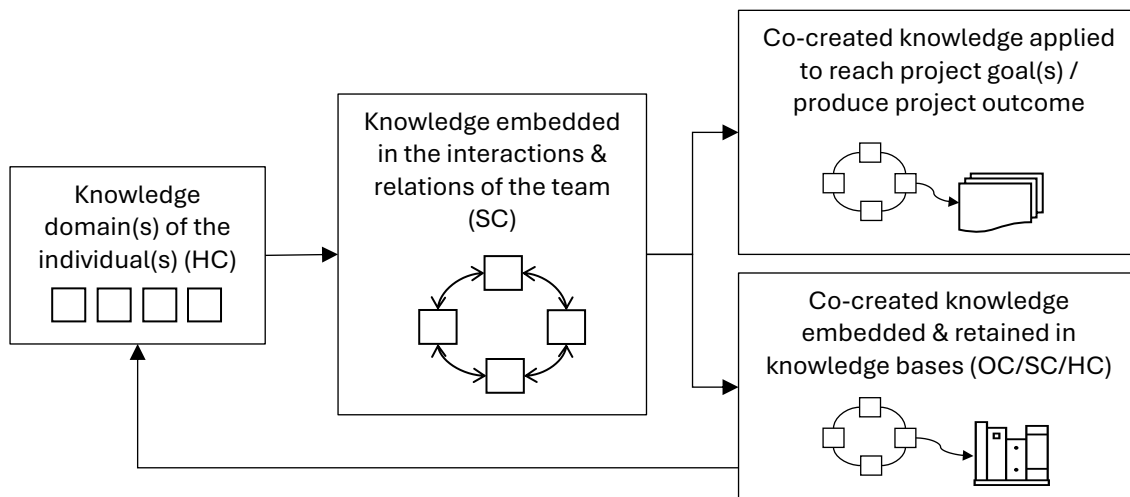 Knowledge
domain(s) of the
individual(s) (HC)
Knowledge embedded
in the interactions &
relations of the team
(SC)
Co-created knowledge applied
to reach project goal(s) /
produce project outcome
Co-created knowledge
embedded & retained in
knowledge bases (OC/SC/HC)